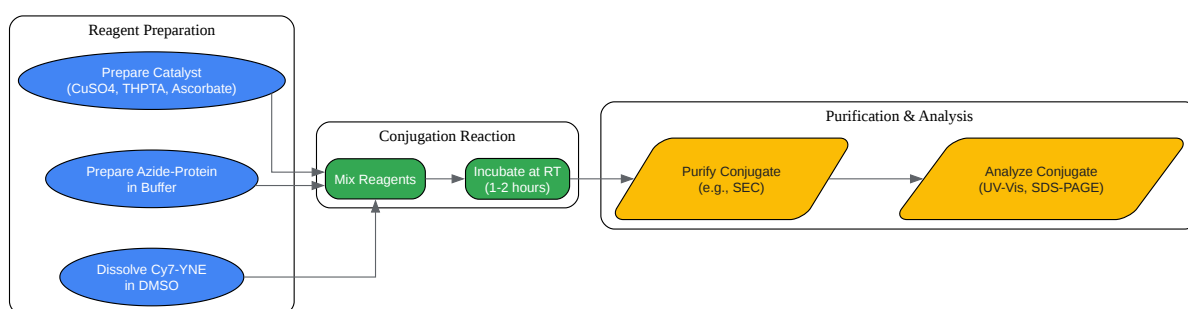 Reagent Preparation
Prepare Catalyst
(CuSO4, THPTA, Ascorbate)
Prepare Azide-Protein
in Buffer
Dissolve Cy7-YNE
in DMSO
Conjugation Reaction
Mix Reagents
Incubate at RT
(1-2 hours)
Purification & Analysis
Purify Conjugate
(e.g., SEC)
Analyze Conjugate
(UV-Vis, SDS-PAGE)